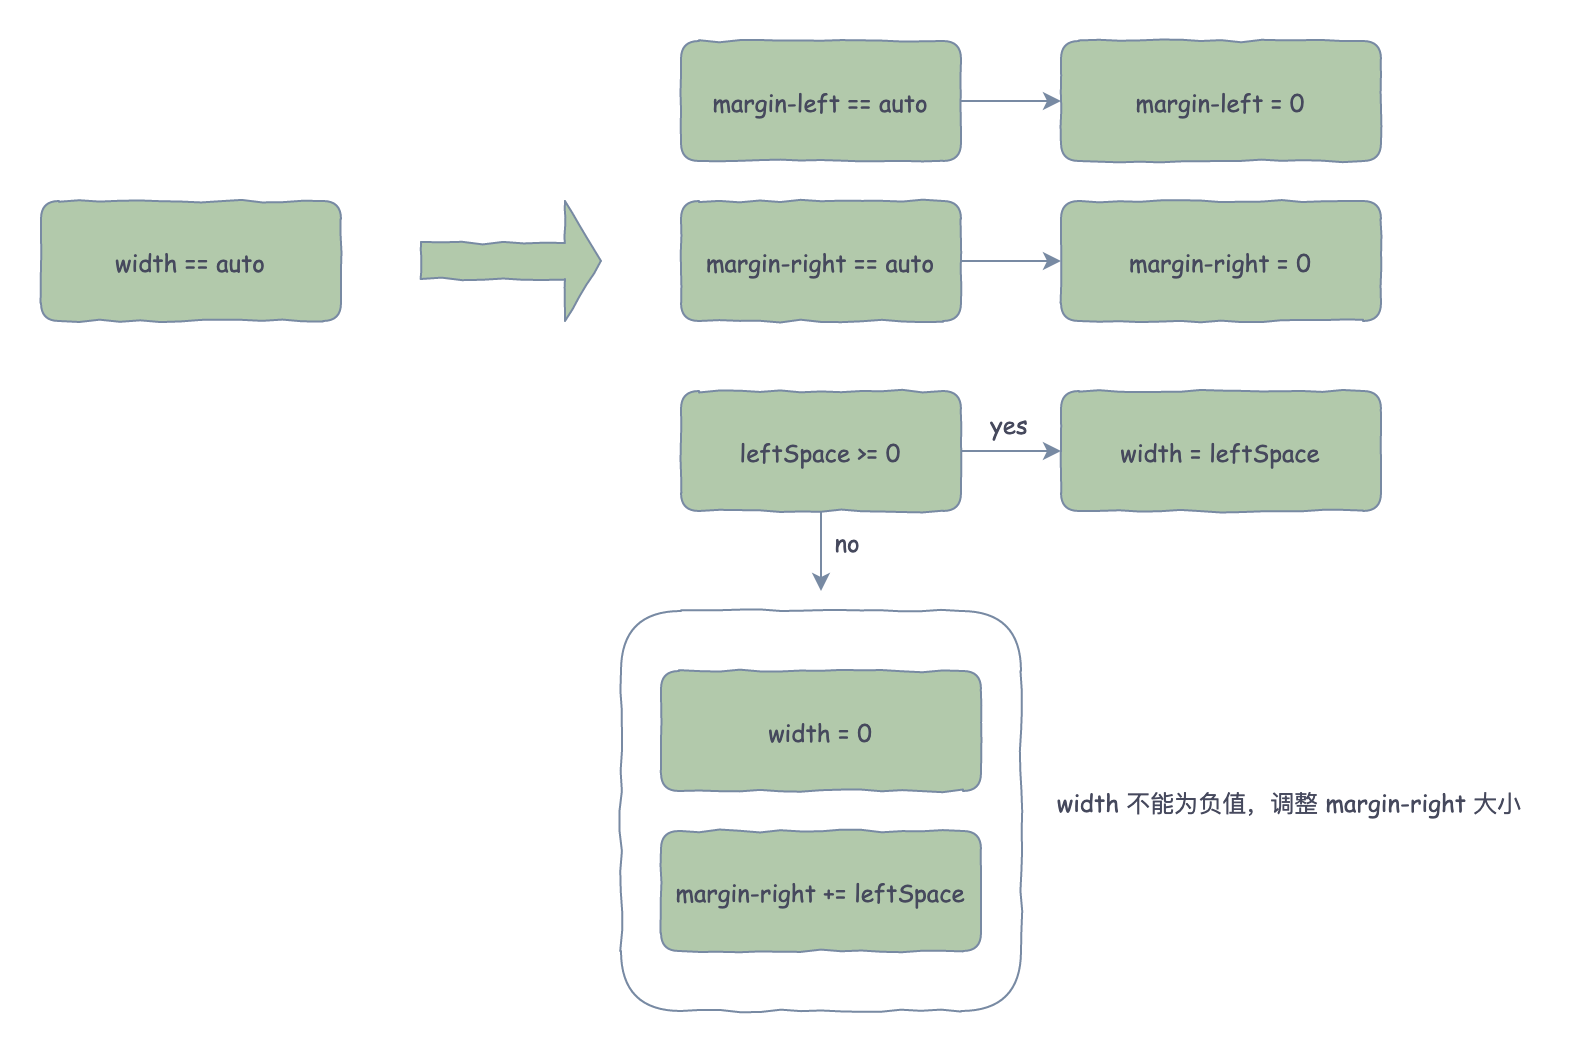 margin-left == auto
margin-left = 0
width == auto
margin-right == auto
margin-right = 0
leftSpace >= 0
yes
width = leftSpace
no
width = 0
width 不能为负值，调整 margin-right 大小
margin-right += leftSpace